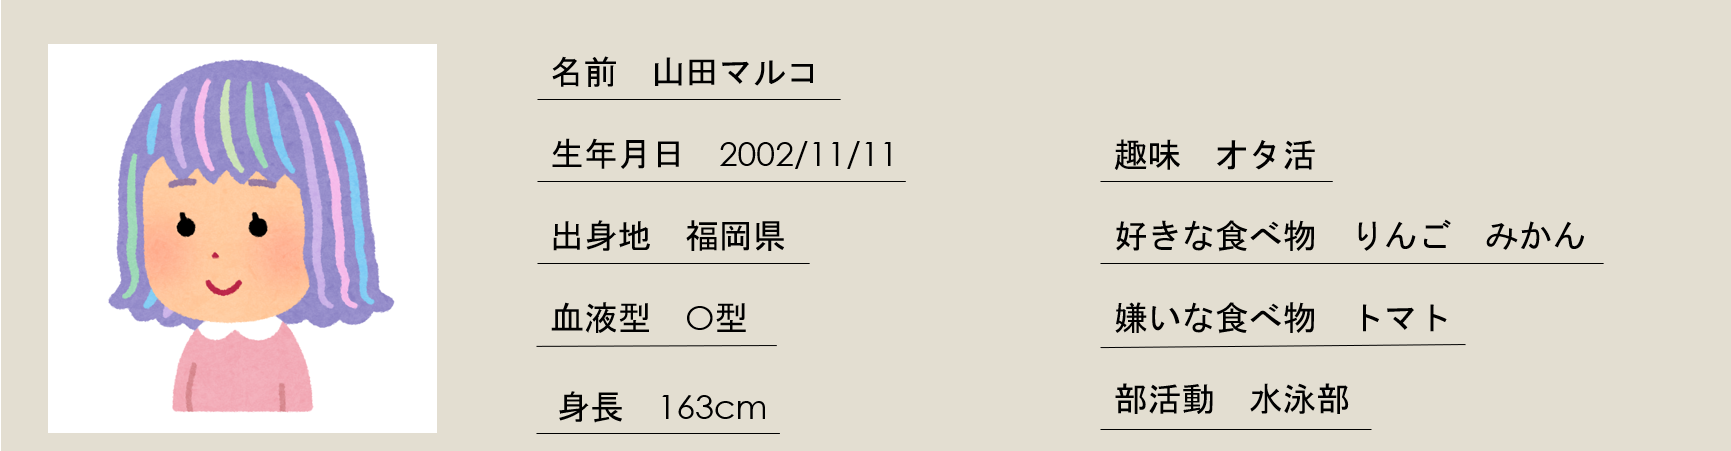 名前　山田マルコ
生年月日　2002/11/11
出身地　福岡県
血液型　O型
身長　163cm
趣味　オタ活
好きな食べ物　りんご　みかん
嫌いな食べ物　トマト
部活動　水泳部